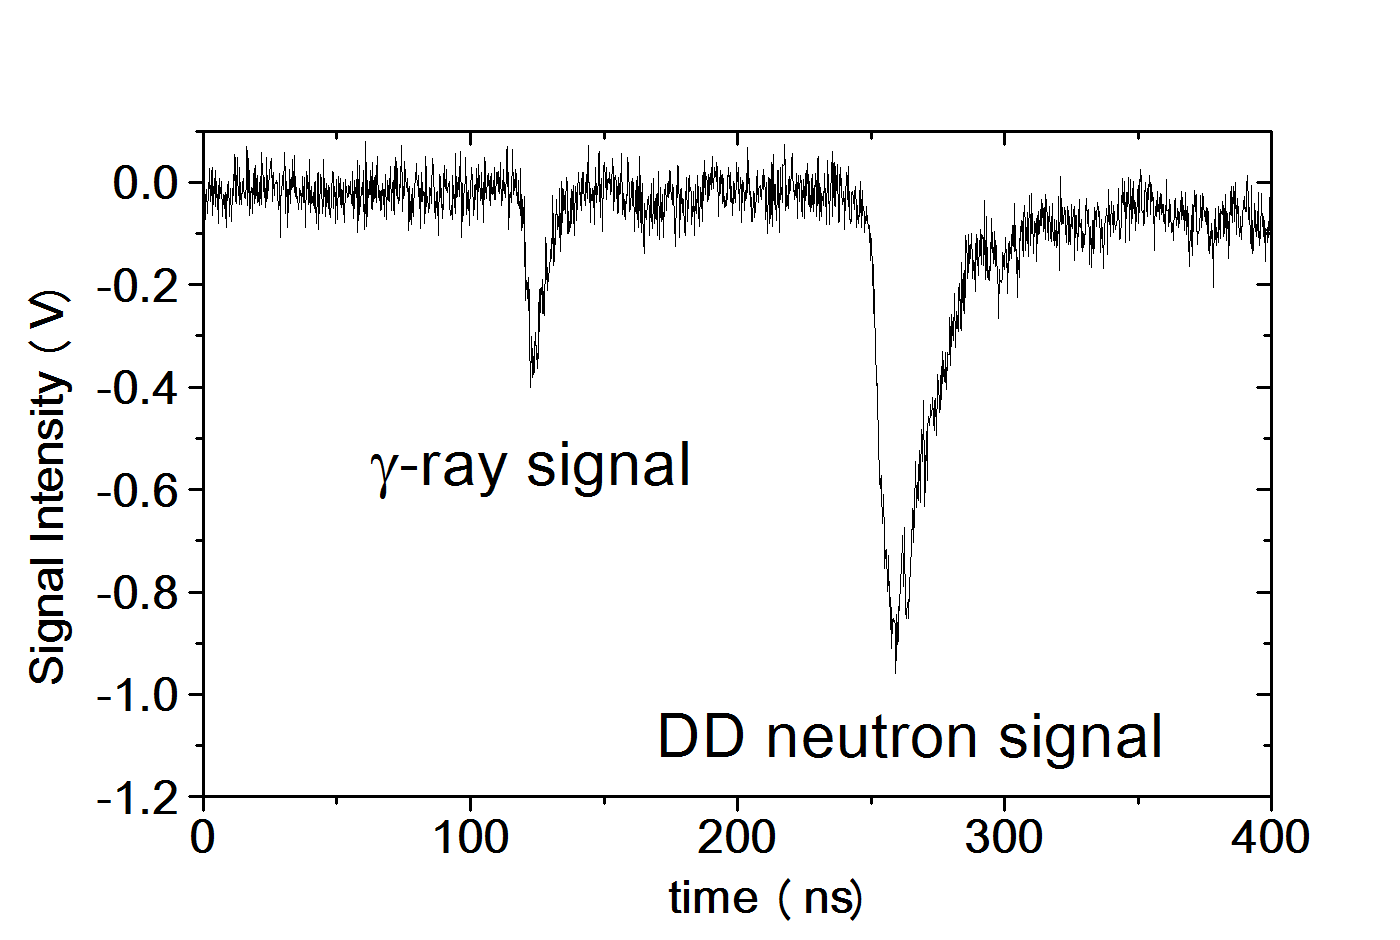 0.0
-0.2
-0.4
-0.6
-0.8
-1.0
-1.2
Signal Intensity ( V)
γ-ray signal
DD neutron signal
0 100 200 300 400
time ( ns)